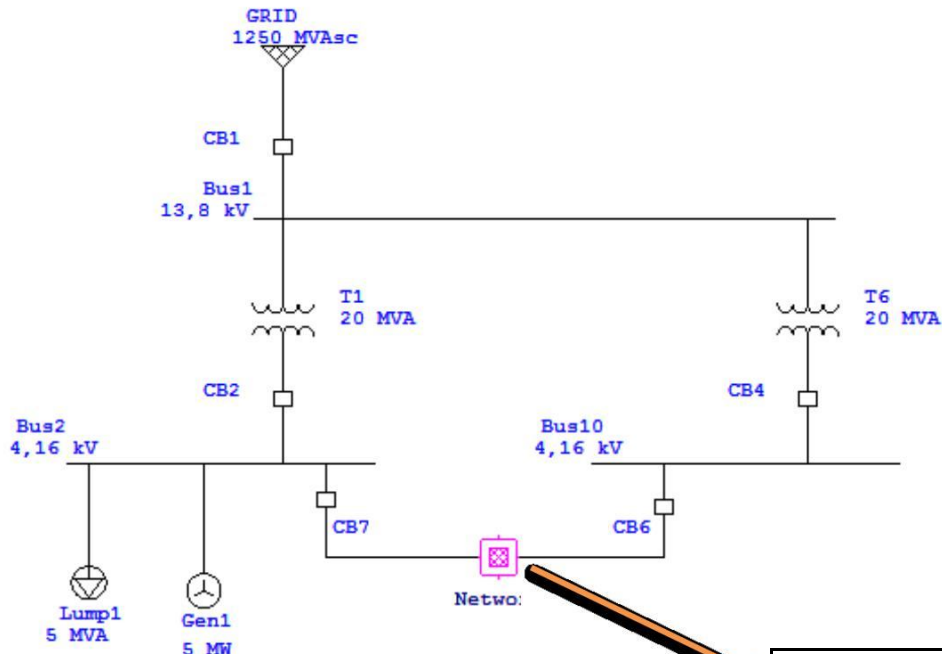 GRID
1250 MVAsc
CB1
Bus1
13,8 kV
T1
20 MVA
T6
20 MVA
CB2
CB4
Bus2
4,16 kV
Bus10
4,16 kV
CB7
CB6
Netwo
Lump1
5 MVA
Gen1
5 MW